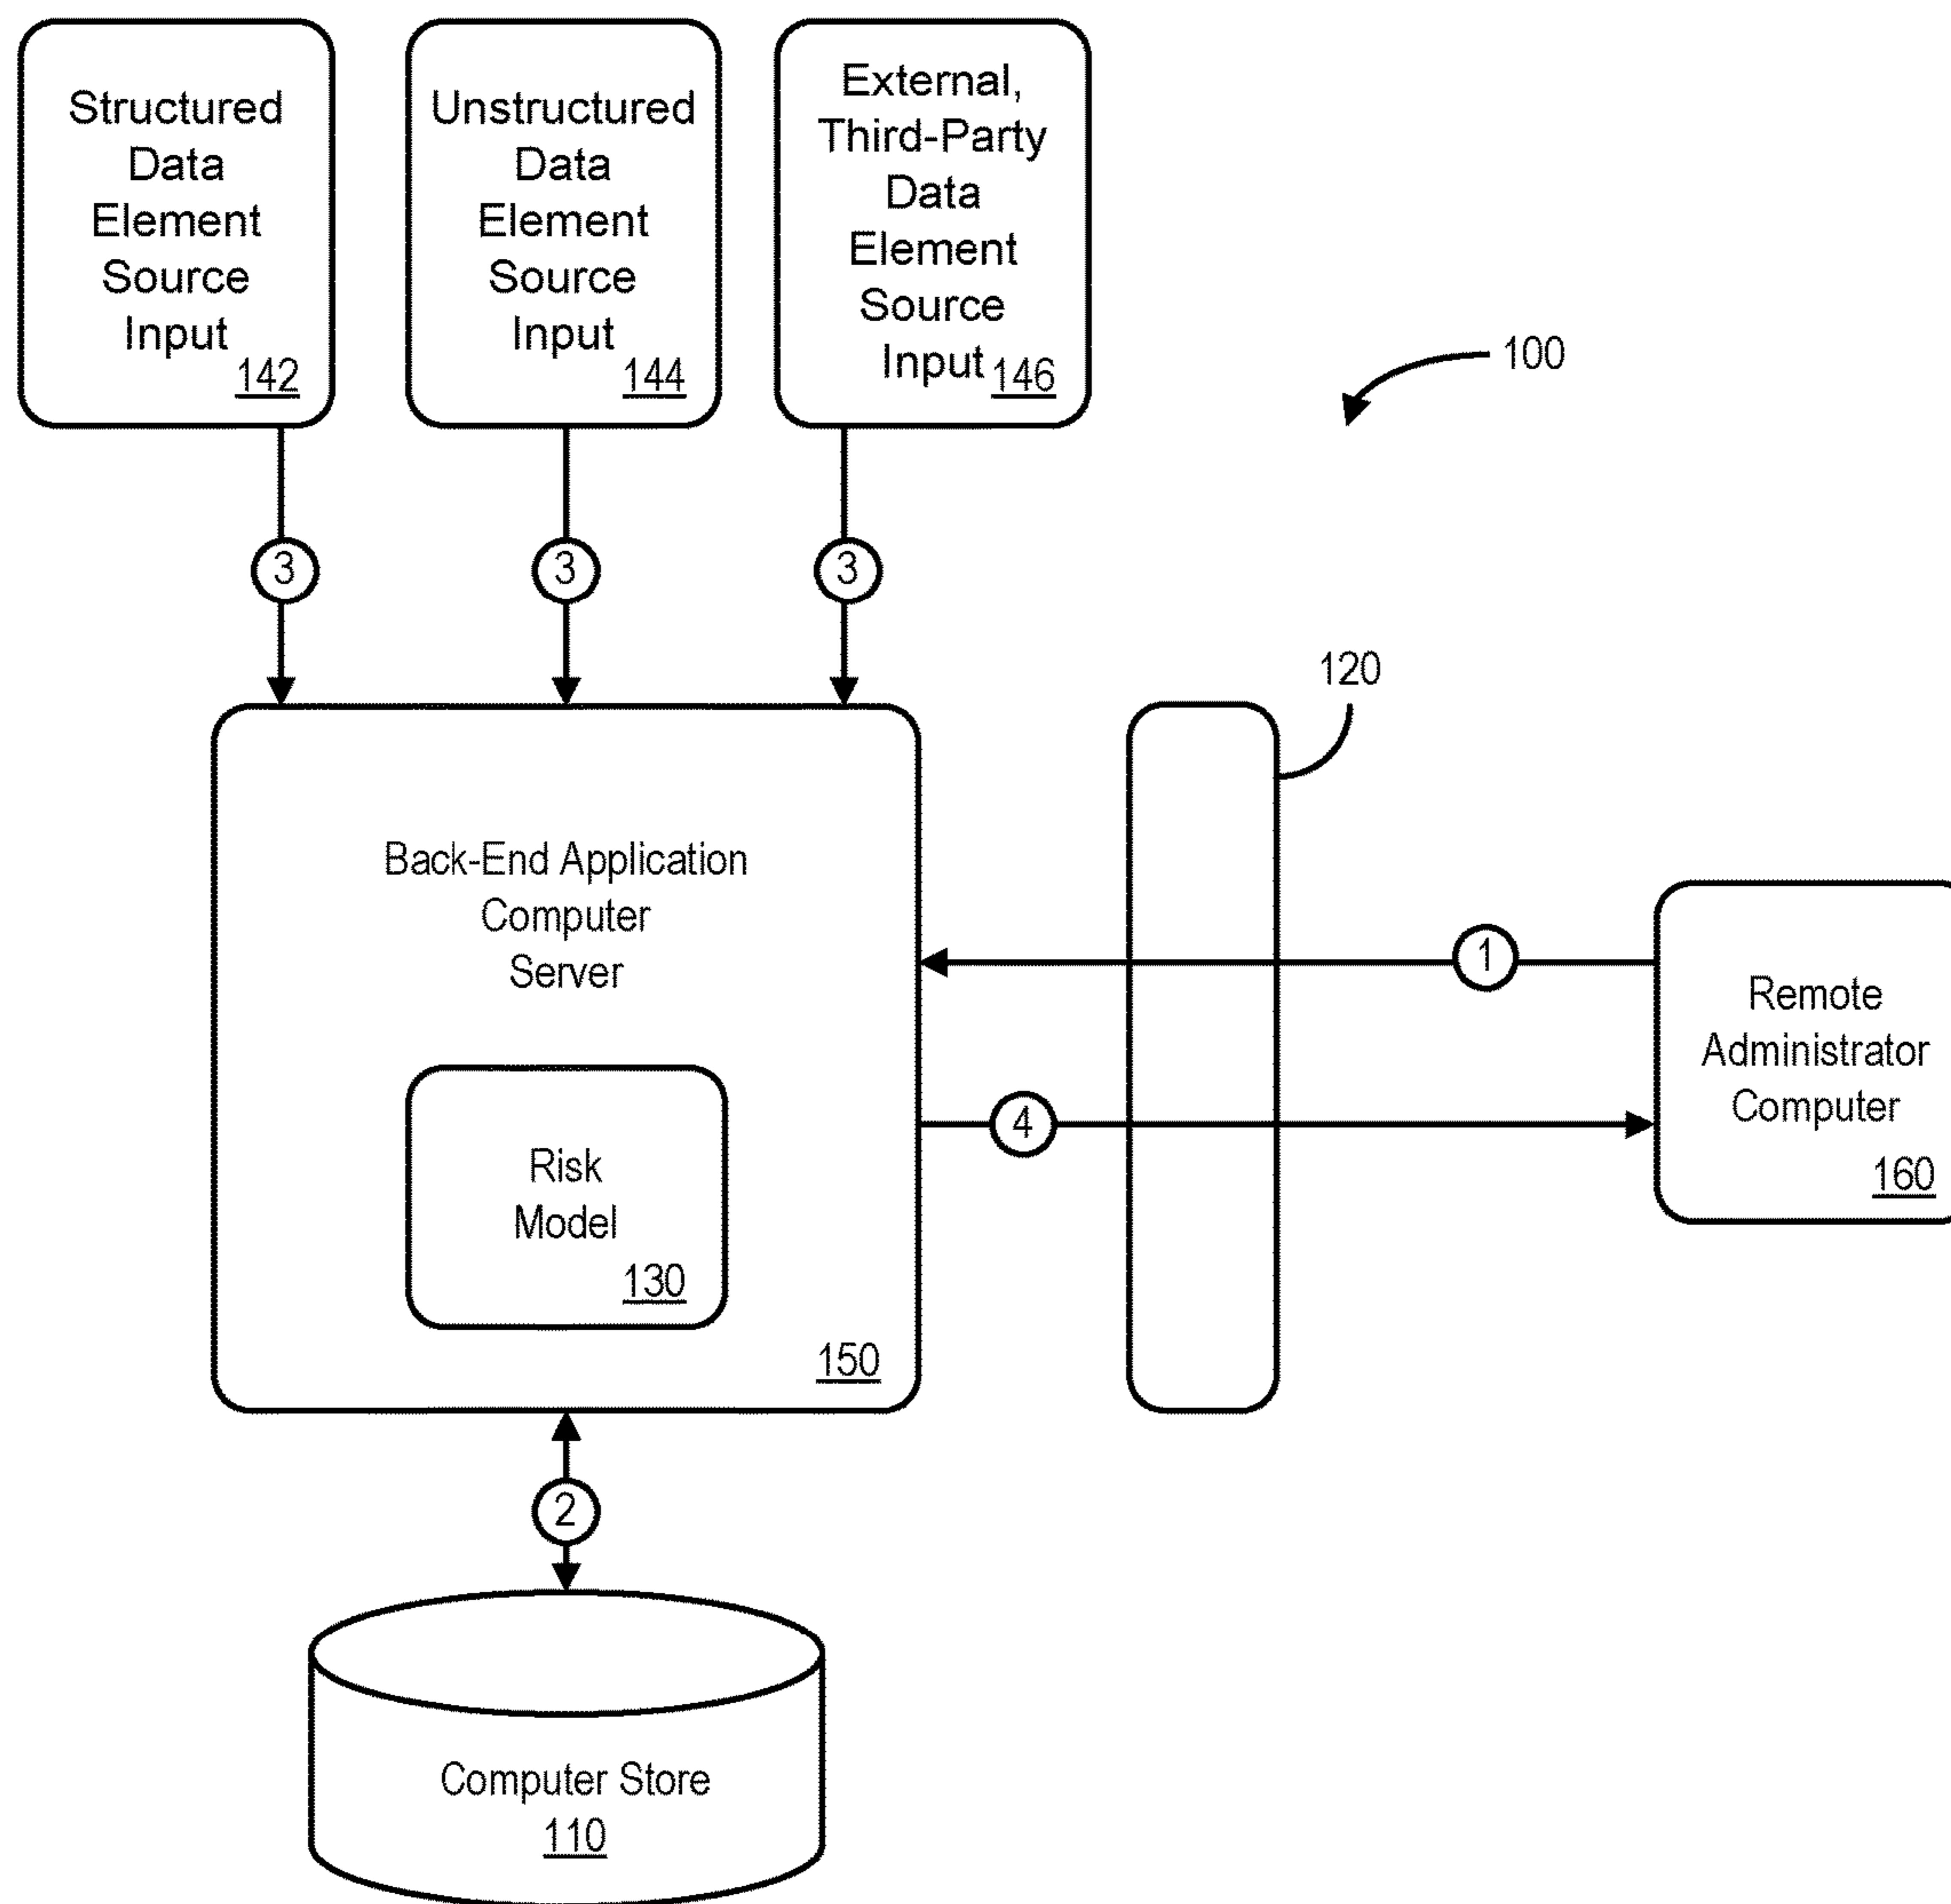 Structured
Data
Element
Source
Input
142
Unstructured
Data
Element
Source
Input
144
External,
Third-Party
Data
Element
Source
Input
146
100
3
3
3
120
Back-End Application
Computer
Server
1
Remote
Administrator
Computer
160
4
Risk
Model
130
150
2
Computer Store
110